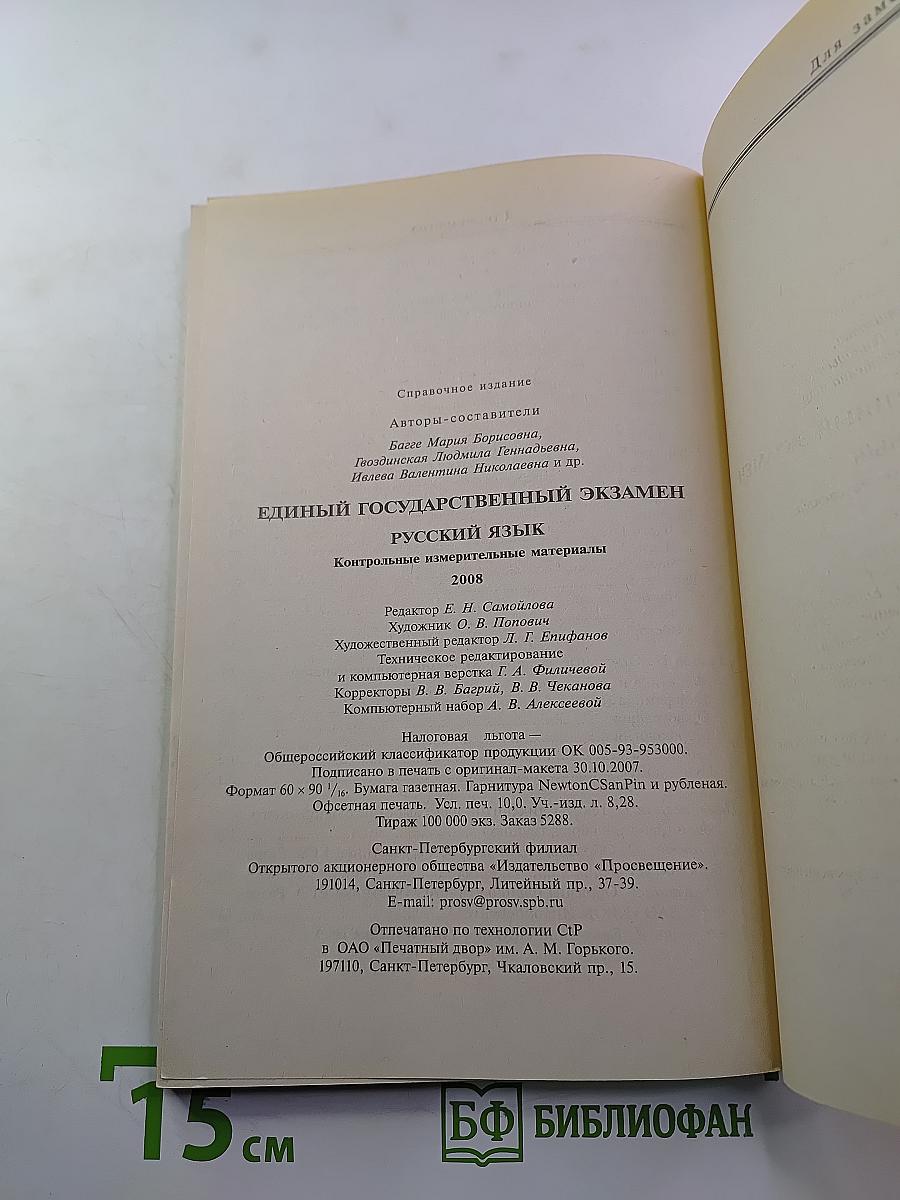 Для заме
Справочное издание
Авторы-составители
Багге Мария Борисовна,
Гвоздинская Людмила Геннадьевна,
Ивлева Валентина Николаевна и др.
ЕДИНЫЙ ГОСУДАРСТВЕННЫЙ ЭКЗАМЕН
РУССКИЙ ЯЗЫК
Контрольные измерительные материалы
2008
Редактор Е. Н. Самойлова
Художник О. В. Попович
Художественный редактор Л. Г. Епифанов
Техническое редактирование
и компьютерная верстка Г. А. Филичевой
Корректоры В. В. Багрий, В. В. Чеканова
Компьютерный набор А. В. Алексеевой
Налоговая льгота —
Общероссийский классификатор продукции ОК 005-93-953000.
Подписано в печать с оригинал-макета 30.10.2007.
Формат 60 × 90 1/16. Бумага газетная. Гарнитура NewtonCSanPin и рубленая.
Офсетная печать. Усл. печ. 10,0. Уч.-изд. л. 8,28.
Тираж 100 000 экз. Заказ 5288.
Санкт-Петербургский филиал
Открытого акционерного общества «Издательство «Просвещение».
191014, Санкт-Петербург, Литейный пр., 37-39.
E-mail: prosv@prosv.spb.ru
Отпечатано по технологии CtP
в ОАО «Печатный двор» им. А. М. Горького.
197110, Санкт-Петербург, Чкаловский пр., 15.
15 см
БФ БИБЛИОФАН